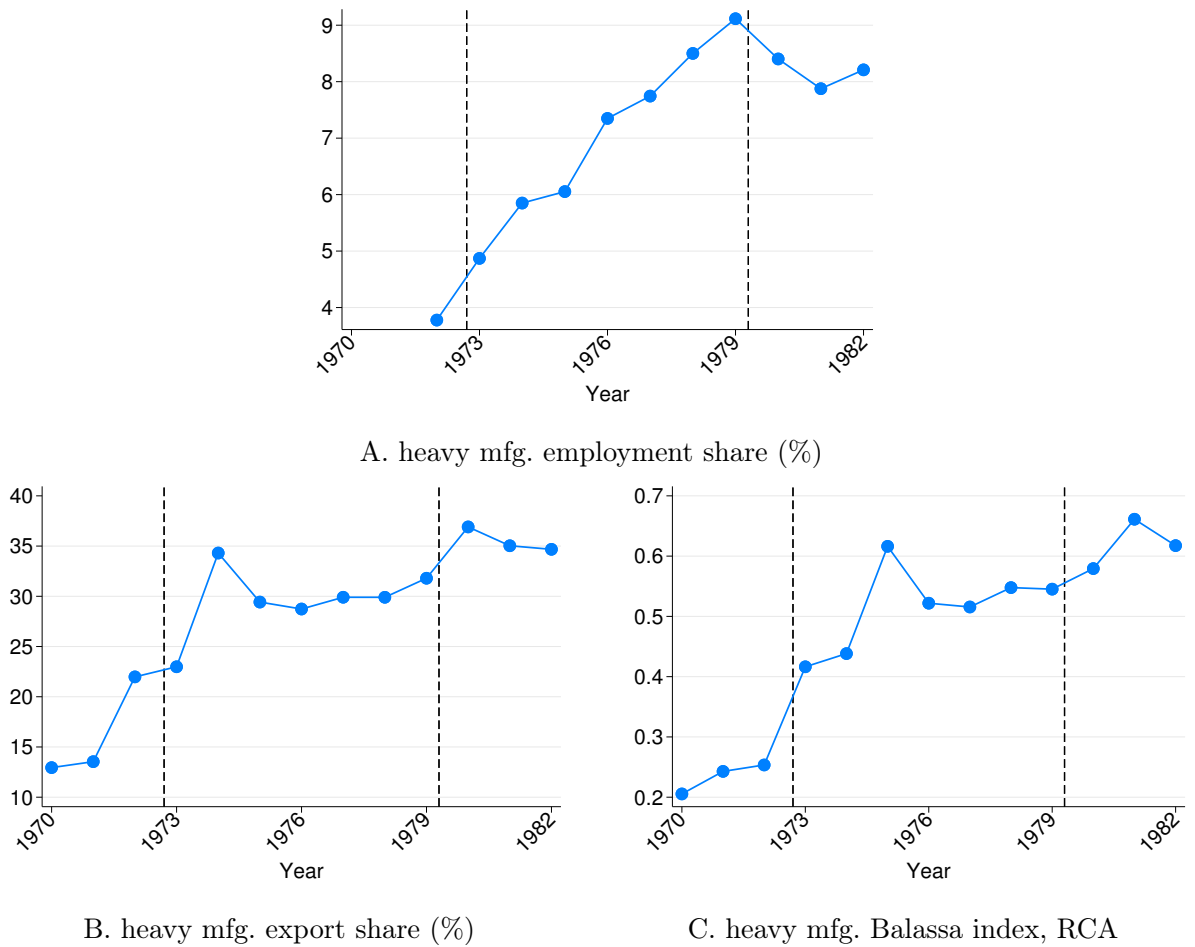 9
8
7
6
5
4
1970 1973 1976 1979 1982
Year
A. heavy mfg. employment share (%)
40
35
30
25
20
15
10
1970 1973 1976 1979 1982
Year
B. heavy mfg. export share (%)
0.7
0.6
0.5
0.4
0.3
0.2
1970 1973 1976 1979 1982
Year
C. heavy mfg. Balassa index, RCA